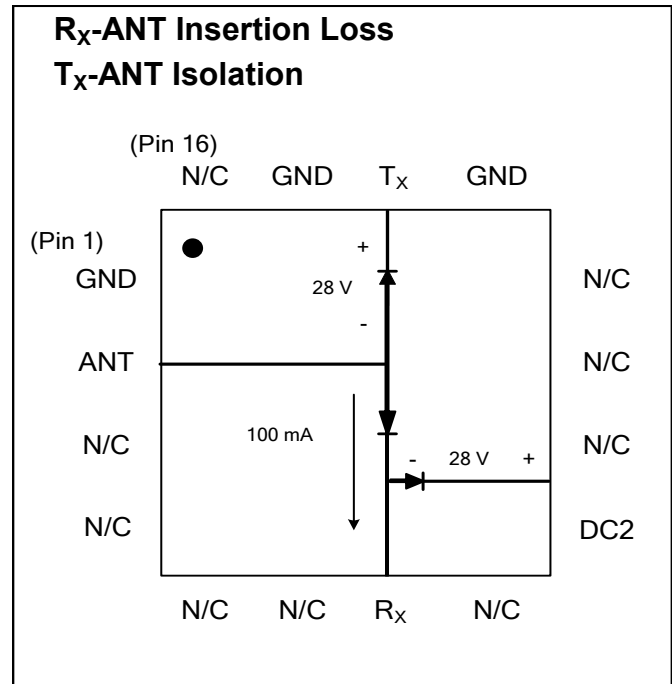 Rₓ-ANT Insertion Loss
Tₓ-ANT Isolation
(Pin 16)
N/C GND Tₓ GND
(Pin 1)
GND
+
28 V
-
N/C
ANT
N/C
N/C
100 mA
- 28 V +
N/C
N/C
DC2
N/C N/C Rₓ N/C